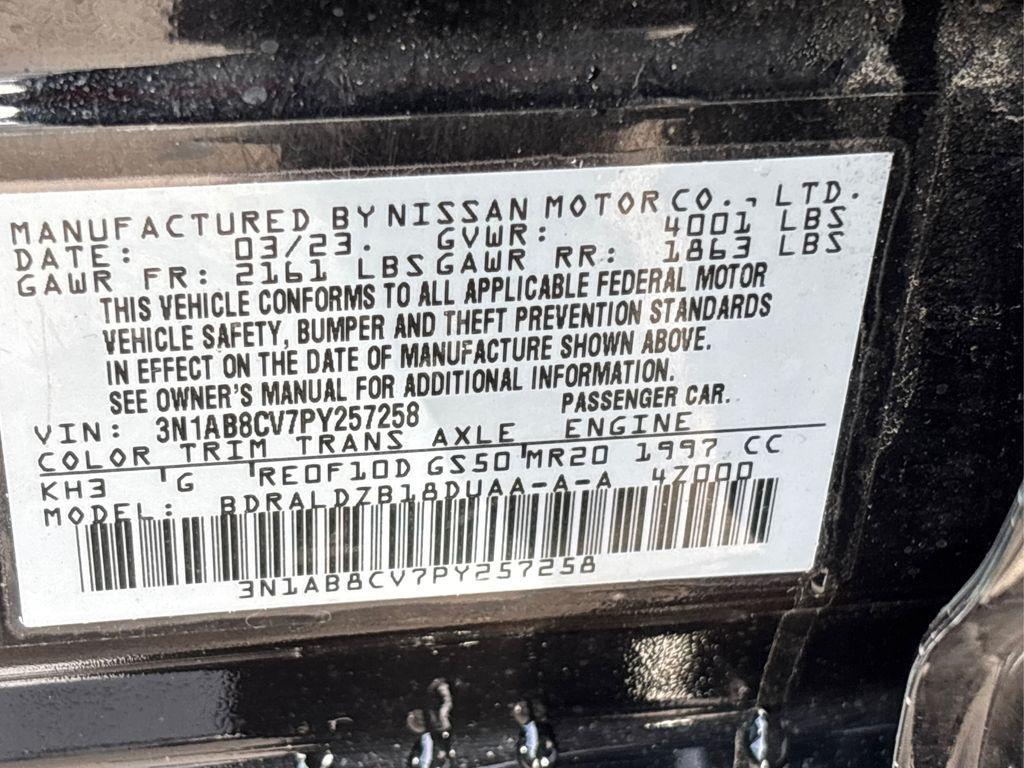 MANUFACTURED BY NISSAN MOTOR CO., LTD.
DATE: 03/23. GVWR: 4001 LBS
GAWR FR: 2161 LBS GAWR RR: 1863 LBS
THIS VEHICLE CONFORMS TO ALL APPLICABLE FEDERAL MOTOR
VEHICLE SAFETY, BUMPER AND THEFT PREVENTION STANDARDS
IN EFFECT ON THE DATE OF MANUFACTURE SHOWN ABOVE.
SEE OWNER'S MANUAL FOR ADDITIONAL INFORMATION.
VIN: 3N1AB8CV7PY257258 PASSENGER CAR.
COLOR TRIM TRANS AXLE ENGINE
KH3 G RE0F10D GS50 MR20 1997 CC
MODEL: BDRALDZB18DUAA-A-A 4Z000
3N1AB8CV7PY257258